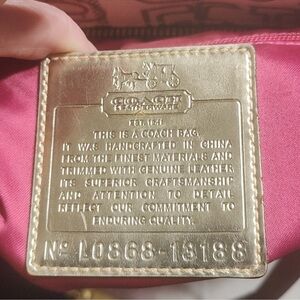 COACH
LEATHERWARE
EST. 1941
THIS IS A COACH BAG.
IT WAS HANDCRAFTED IN CHINA
FROM THE FINEST MATERIALS AND
TRIMMED WITH GENUINE LEATHER.
ITS SUPERIOR CRAFTSMANSHIP
AND ATTENTION TO DETAIL
REFLECT OUR COMMITMENT TO
ENDURING QUALITY.
Nº L0868-13188